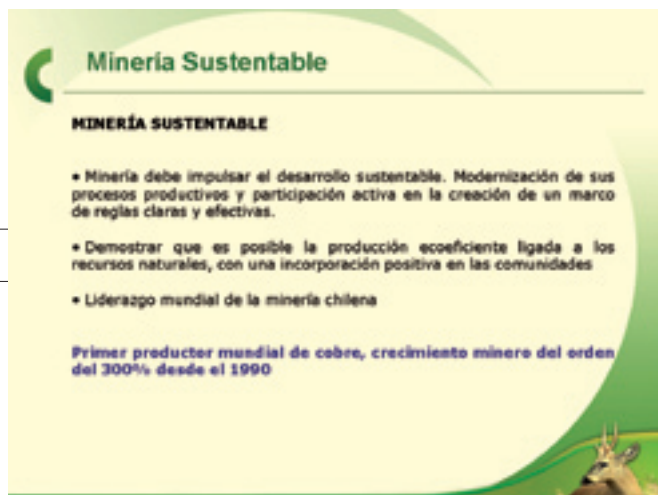 Minería Sustentable
MINERÍA SUSTENTABLE
• Minería debe impulsar el desarrollo sustentable. Modernización de sus
procesos productivos y participación activa en la creación de un marco
de reglas claras y efectivas.
• Demostrar que es posible la producción ecoeficiente ligada a los
recursos naturales, con una incorporación positiva en las comunidades
• Liderazgo mundial de la minería chilena
Primer productor mundial de cobre, crecimiento minero del orden
del 300% desde el 1990